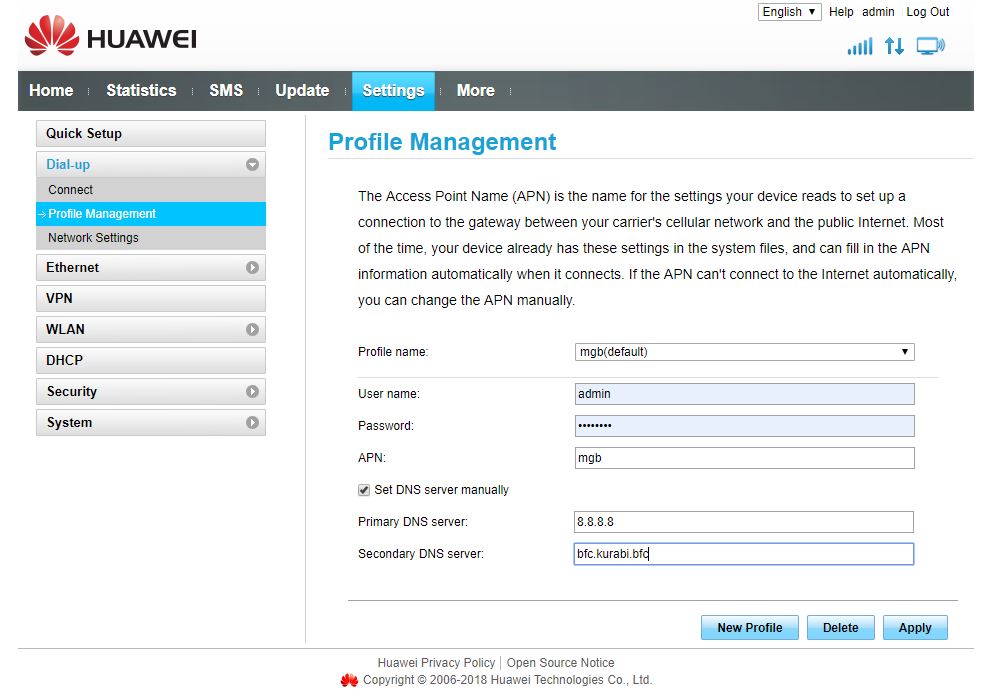 English Help admin Log Out
HUAWEI
Home Statistics SMS Update Settings More
Quick Setup
Dial-up
Connect
Profile Management
Network Settings
Ethernet
VPN
WLAN
DHCP
Security
System
Profile Management
The Access Point Name (APN) is the name for the settings your device reads to set up a
connection to the gateway between your carrier's cellular network and the public Internet. Most
of the time, your device already has these settings in the system files, and can fill in the APN
information automatically when it connects. If the APN can't connect to the Internet automatically,
you can change the APN manually.
Profile name: mgb(default)
User name: admin
Password: ••••••••
APN: mgb
Set DNS server manually
Primary DNS server: 8.8.8.8
Secondary DNS server: bfc.kurabi.bfc
New Profile Delete Apply
Huawei Privacy Policy | Open Source Notice
Copyright © 2006-2018 Huawei Technologies Co., Ltd.